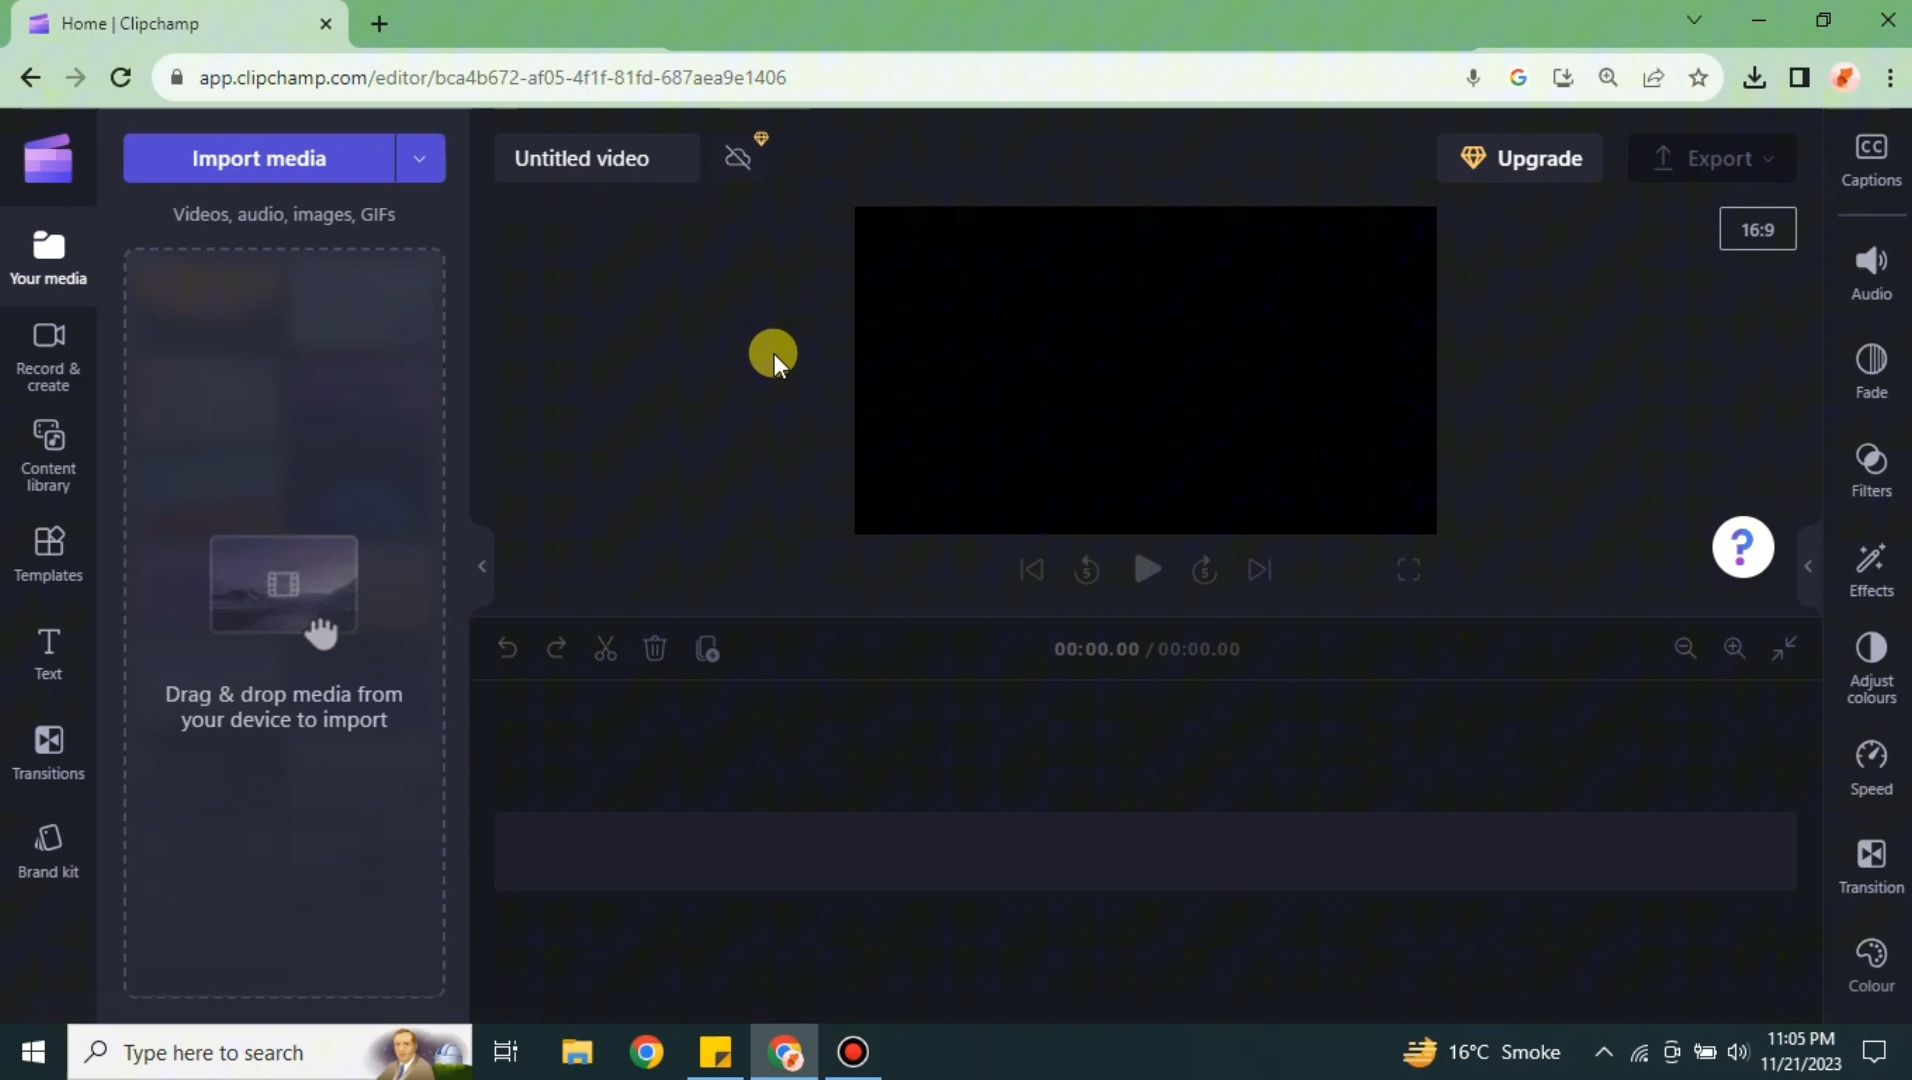 Home | Clipchamp
app.clipchamp.com/editor/bca4b672-af05-4f1f-81fd-687aea9e1406
Import media
Videos, audio, images, GIFs
Your media
Record &
create
Content
library
Templates
Text
Transitions
Brand kit
Drag & drop media from
your device to import
Untitled video
Upgrade
Export
16:9
5
5
?
00:00.00 / 00:00.00
CC
Captions
Audio
Fade
Filters
Effects
Adjust
colours
Speed
Transition
Colour
Type here to search
16°C Smoke
11:05 PM
11/21/2023